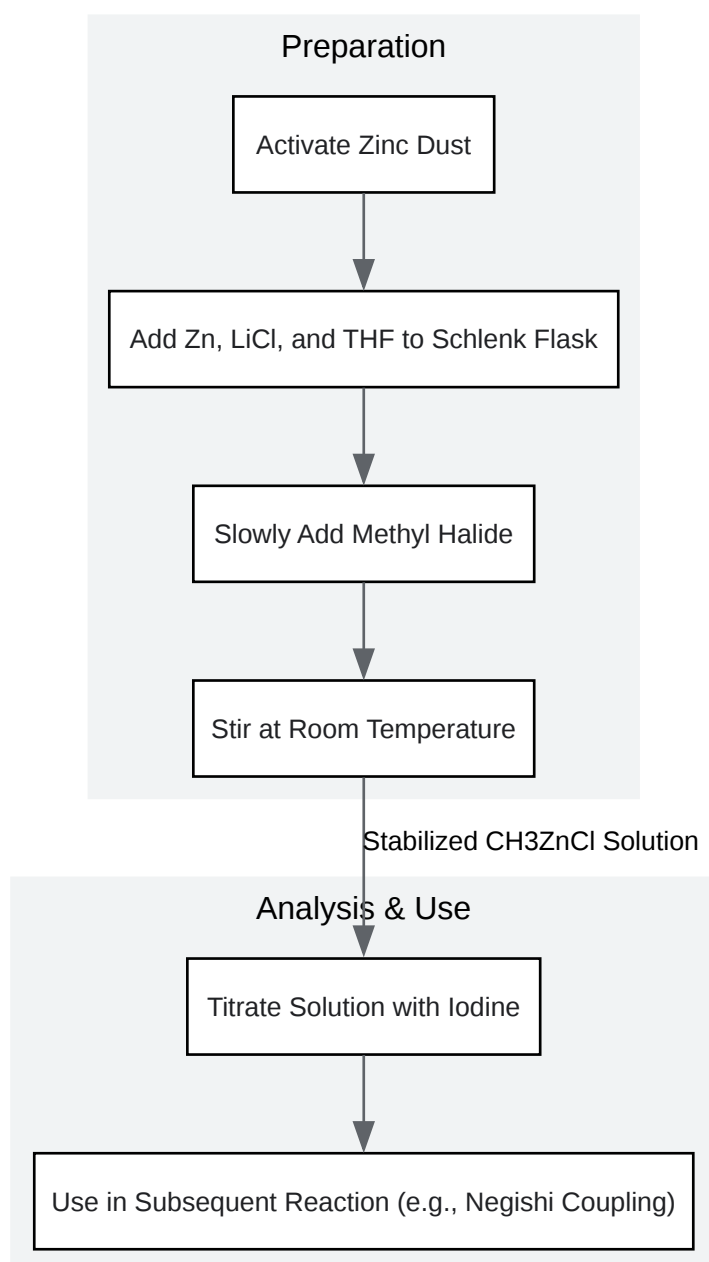 Preparation
Activate Zinc Dust
Add Zn, LiCl, and THF to Schlenk Flask
Slowly Add Methyl Halide
Stir at Room Temperature
Stabilized CH3ZnCl Solution
Analysis & Use
Titrate Solution with Iodine
Use in Subsequent Reaction (e.g., Negishi Coupling)